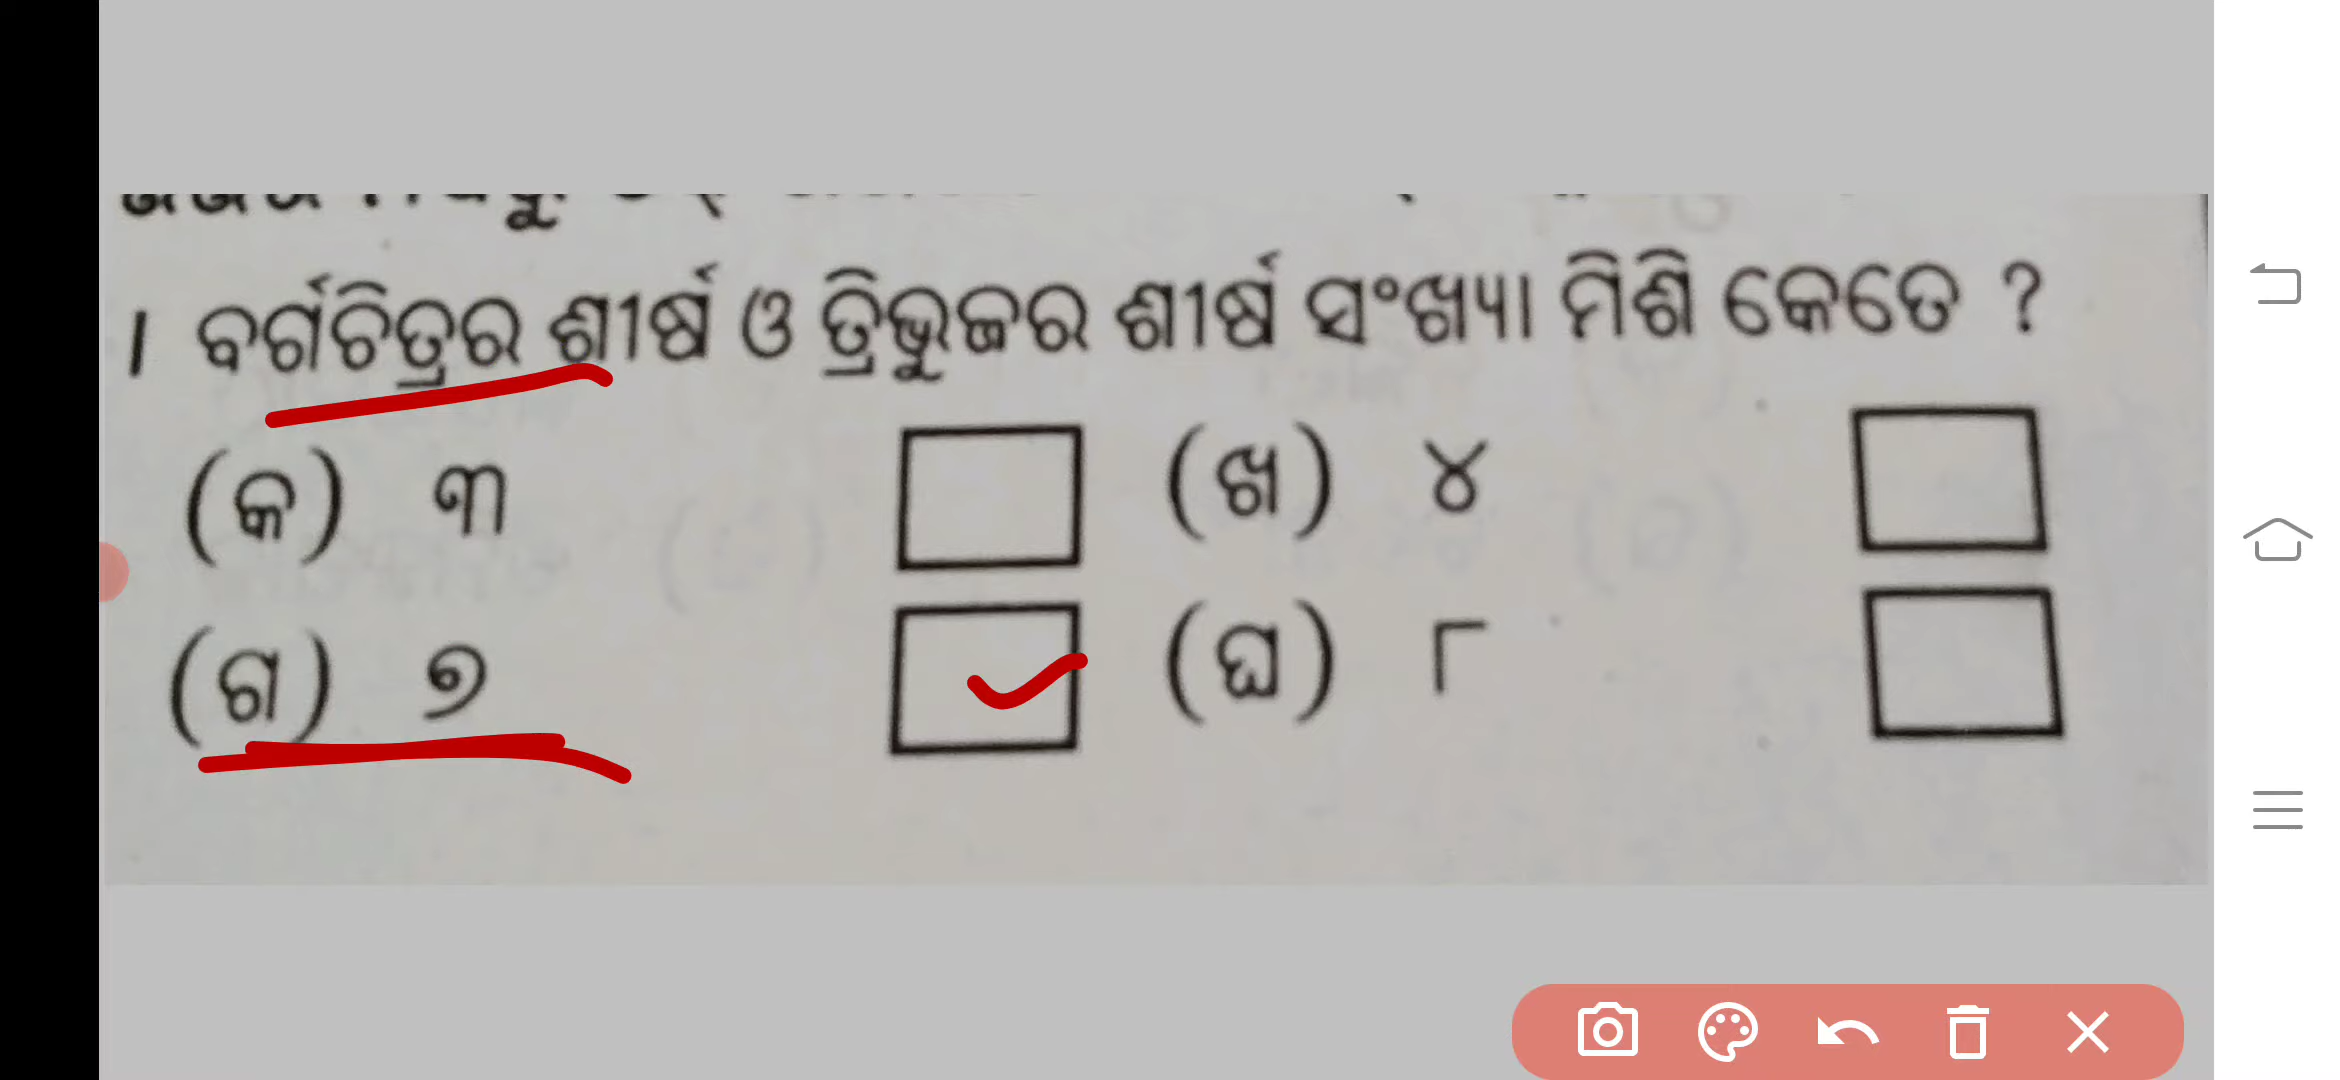 । ବର୍ଗଚିତ୍ରର ଶୀର୍ଷ ଓ ତ୍ରିଭୁଜର ଶୀର୍ଷ ସଂଖ୍ୟା ମିଶି କେତେ ?
(କ) ୩ (ଖ) ୪
(ଗ) ୭ (ଘ) ୮